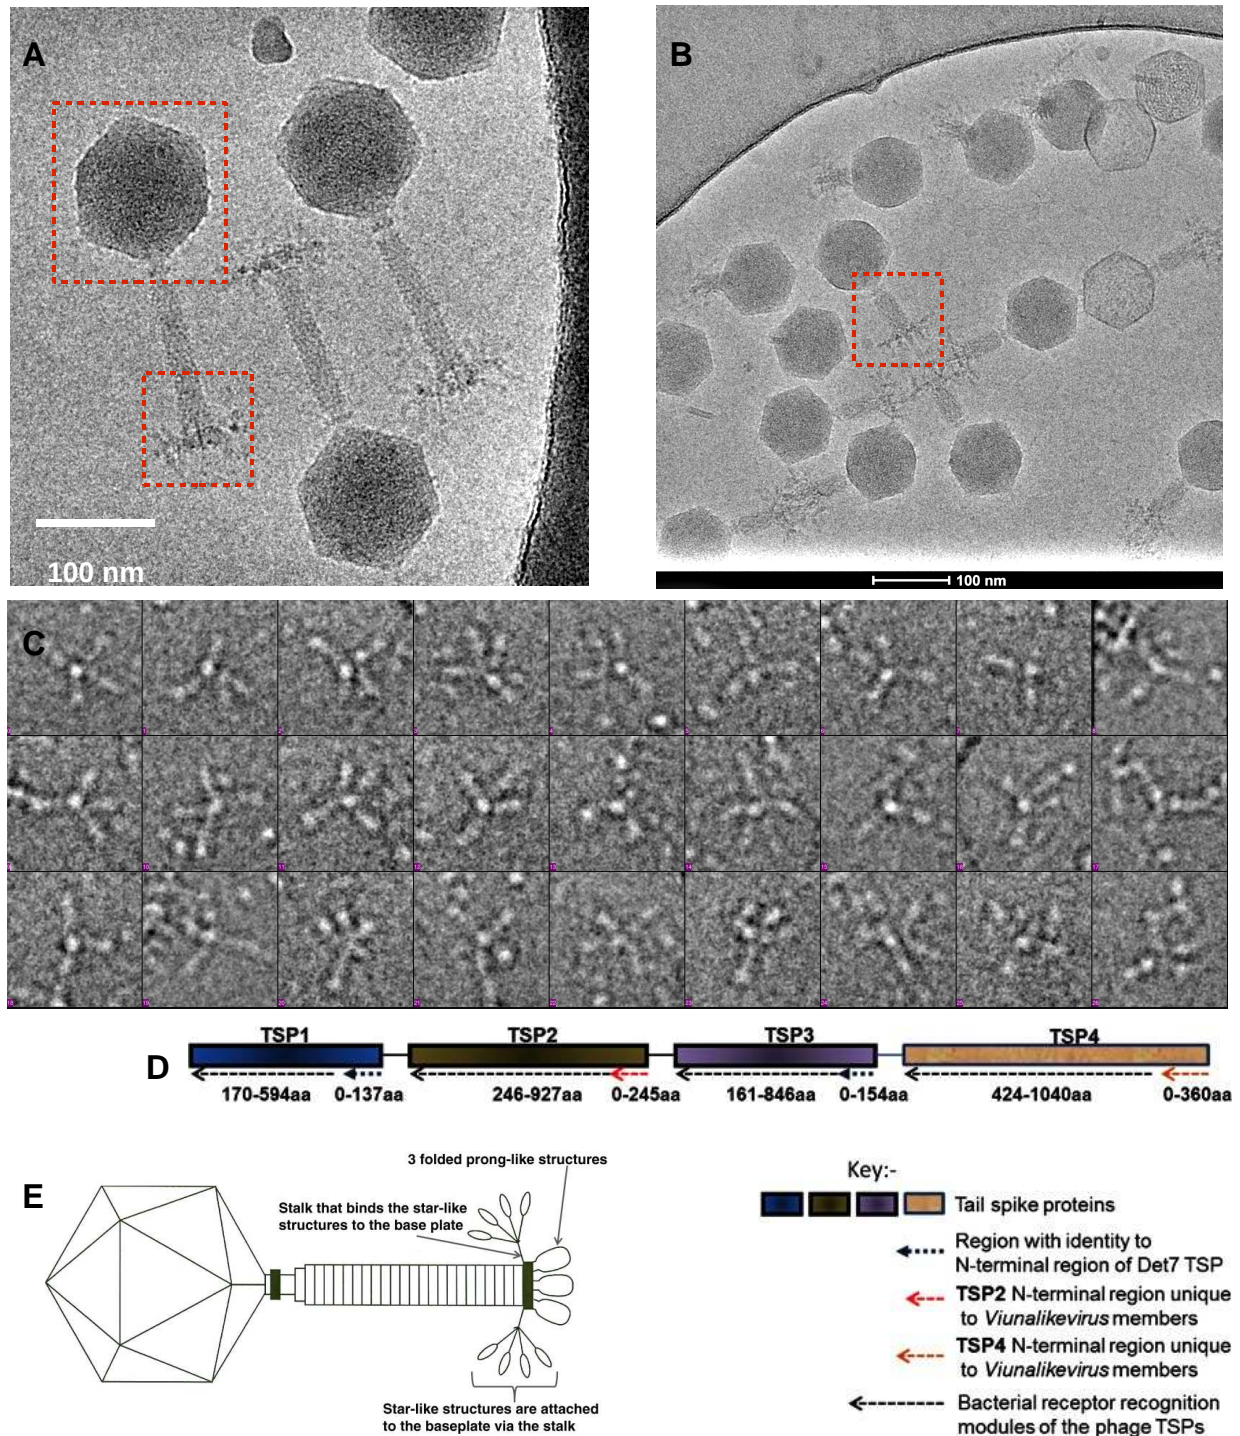 A
100 nm
B
100 nm
C
D
TSP1
TSP2
TSP3
TSP4
170-594aa
0-137aa
246-927aa
0-245aa
161-846aa
0-154aa
424-1040aa
0-360aa
E
3 folded prong-like structures
Stalk that binds the star-like
structures to the base plate
Star-like structures are attached
to the baseplate via the stalk
Key:-
Tail spike proteins
Region with identity to
N-terminal region of Det7 TSP
TSP2 N-terminal region unique
to Viunalikevirus members
TSP4 N-terminal region unique
to Viunalikevirus members
Bacterial receptor recognition
modules of the phage TSPs